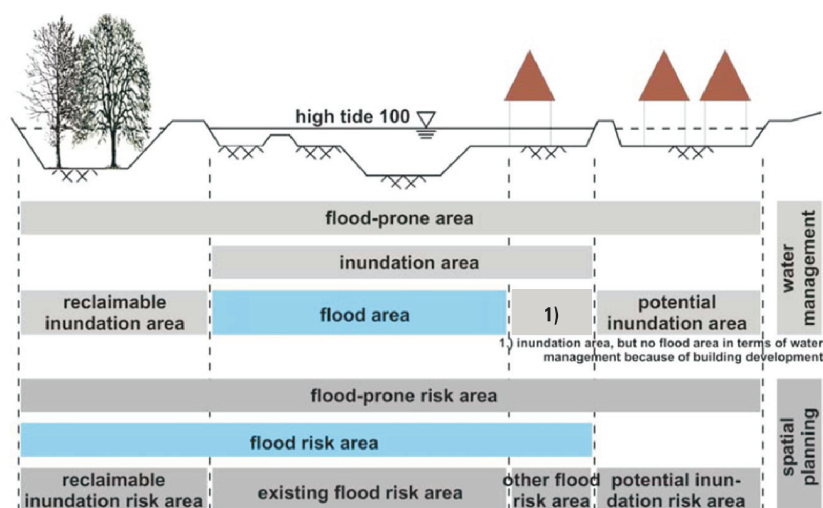 high tide 100
flood-prone area
inundation area
reclaimable
inundation area
flood area
1)
potential
inundation area
water
management
1.) inundation area, but no flood area in terms of water
management because of building development
flood-prone risk area
flood risk area
reclaimable
inundation risk area
existing flood risk area
other flood
risk area
potential inun-
dation risk area
spatial
planning